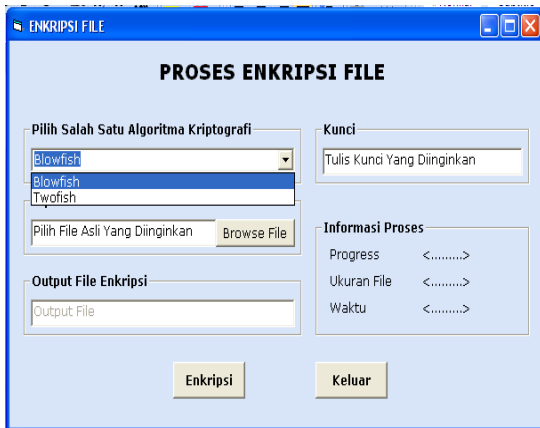 ENKRIPSI FILE
PROSES ENKRIPSI FILE
Pilih Salah Satu Algoritma Kriptografi
Blowfish
Blowfish
Twofish
Pilih File Asli Yang Diinginkan
Browse File
Output File Enkripsi
Output File
Kunci
Tulis Kunci Yang Diinginkan
Informasi Proses
Progress <.........>
Ukuran File <.........>
Waktu <.........>
Enkripsi
Keluar